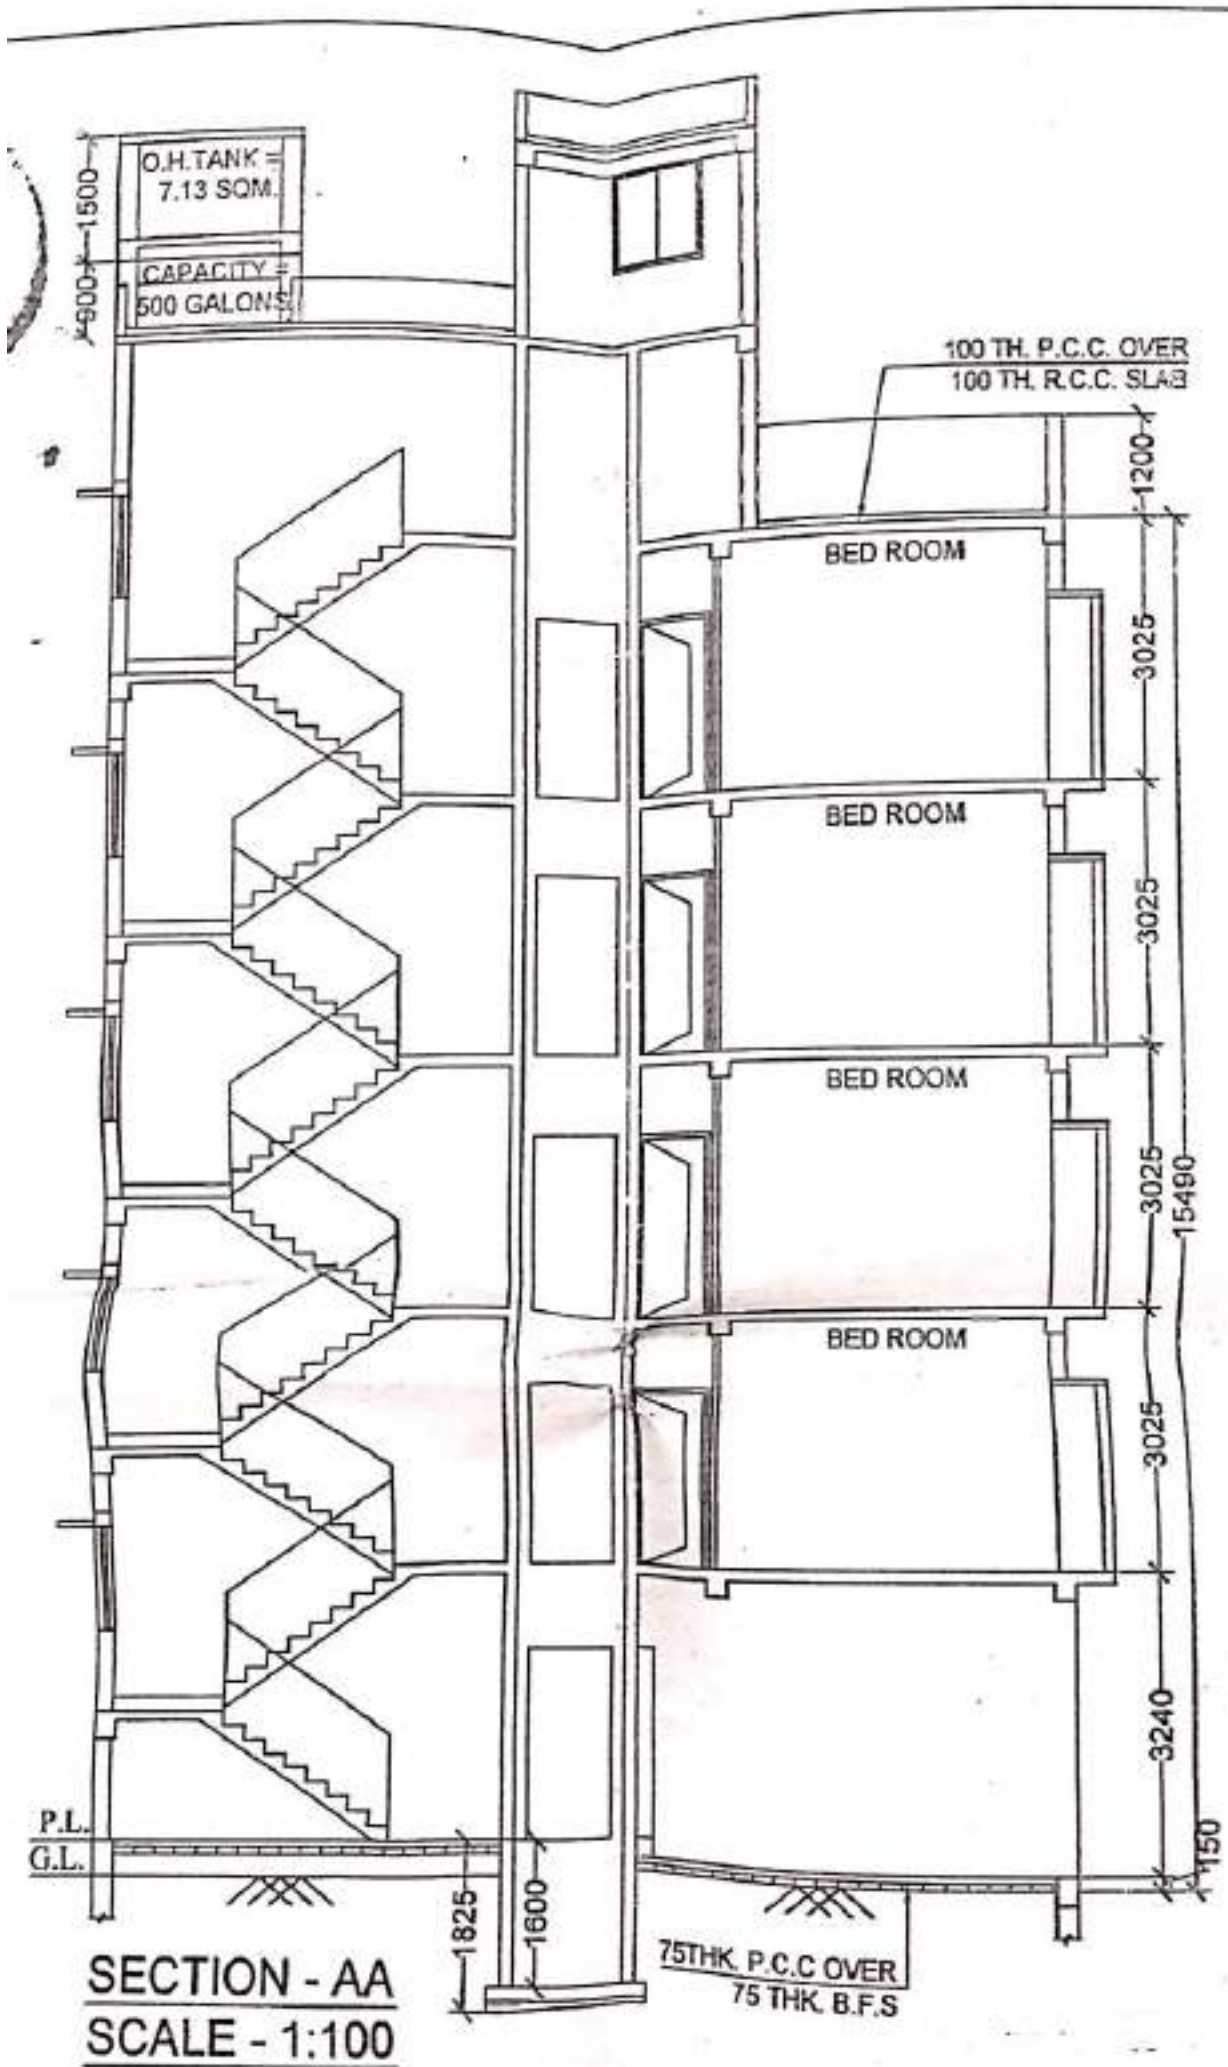 O.H.TANK =
7.13 SQM.
1500
CAPACITY =
500 GALONS
900
100 TH. P.C.C. OVER
100 TH. R.C.C. SLAB
1200
BED ROOM
3025
BED ROOM
3025
BED ROOM
3025
15490
BED ROOM
3025
3240
P.L.
G.L.
150
1825
1600
75THK. P.C.C OVER
75 THK. B.F.S
SECTION - AA
SCALE - 1:100